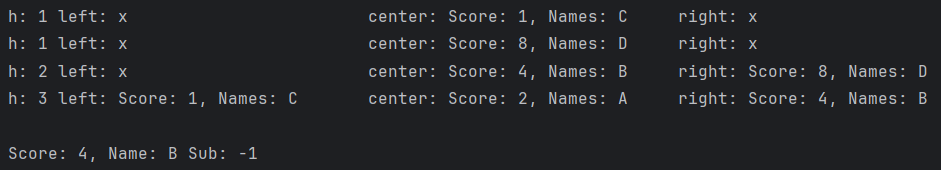 h: 1 left: x center: Score: 1, Names: C right: x
h: 1 left: x center: Score: 8, Names: D right: x
h: 2 left: x center: Score: 4, Names: B right: Score: 8, Names: D
h: 3 left: Score: 1, Names: C center: Score: 2, Names: A right: Score: 4, Names: B
Score: 4, Name: B Sub: -1